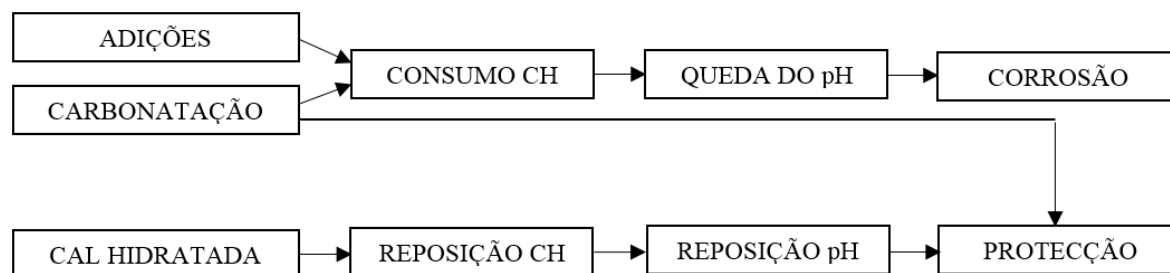 ADIÇÕES
CARBONATAÇÃO
CONSUMO CH
QUEDA DO pH
CORROSÃO
CAL HIDRATADA
REPOSIÇÃO CH
REPOSIÇÃO pH
PROTECÇÃO